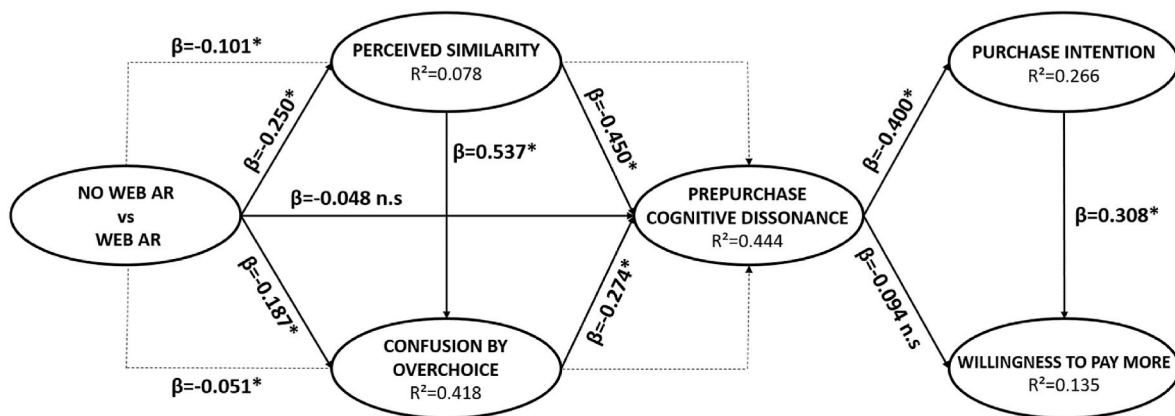 β=-0.101*
PERCEIVED SIMILARITY
R²=0.078
PURCHASE INTENTION
R²=0.266
β=-0.250*
β=-0.450*
β=-0.400*
β=0.537*
NO WEB AR
vs
WEB AR
β=-0.048 n.s
PREPURCHASE
COGNITIVE DISSONANCE
R²=0.444
β=0.308*
β=-0.187*
β=-0.274*
β=-0.094 n.s
CONFUSION BY
OVERCHOICE
R²=0.418
WILLINGNESS TO PAY MORE
R²=0.135
β=-0.051*